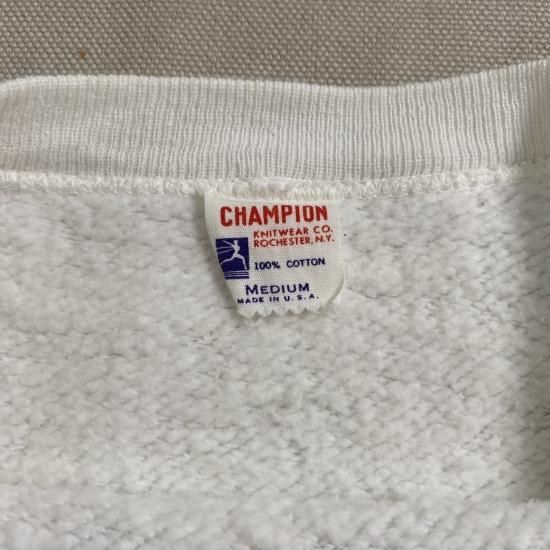 CHAMPION
KNITWEAR CO.
ROCHESTER, N.Y.
100% COTTON
MEDIUM
MADE IN U.S.A.